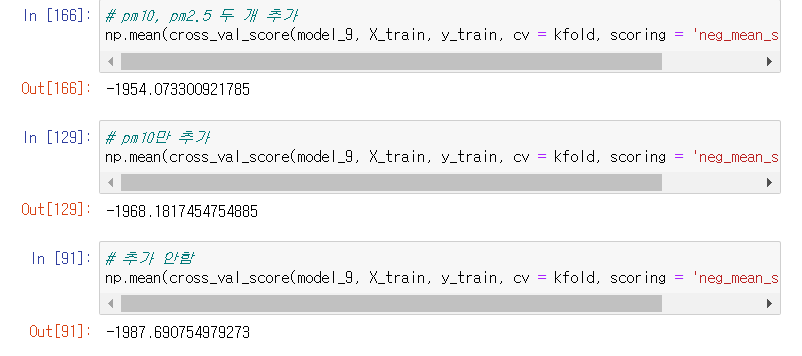 In [166]: # pm10, pm2.5 두 개 추가
np.mean(cross_val_score(model_9, X_train, y_train, cv = kfold, scoring = 'neg_mean_s
Out[166]: -1954.073300921785
In [129]: # pm10만 추가
np.mean(cross_val_score(model_9, X_train, y_train, cv = kfold, scoring = 'neg_mean_s
Out[129]: -1968.1817454754885
In [91]: # 추가 안함
np.mean(cross_val_score(model_9, X_train, y_train, cv = kfold, scoring = 'neg_mean_s
Out[91]: -1987.690754979273